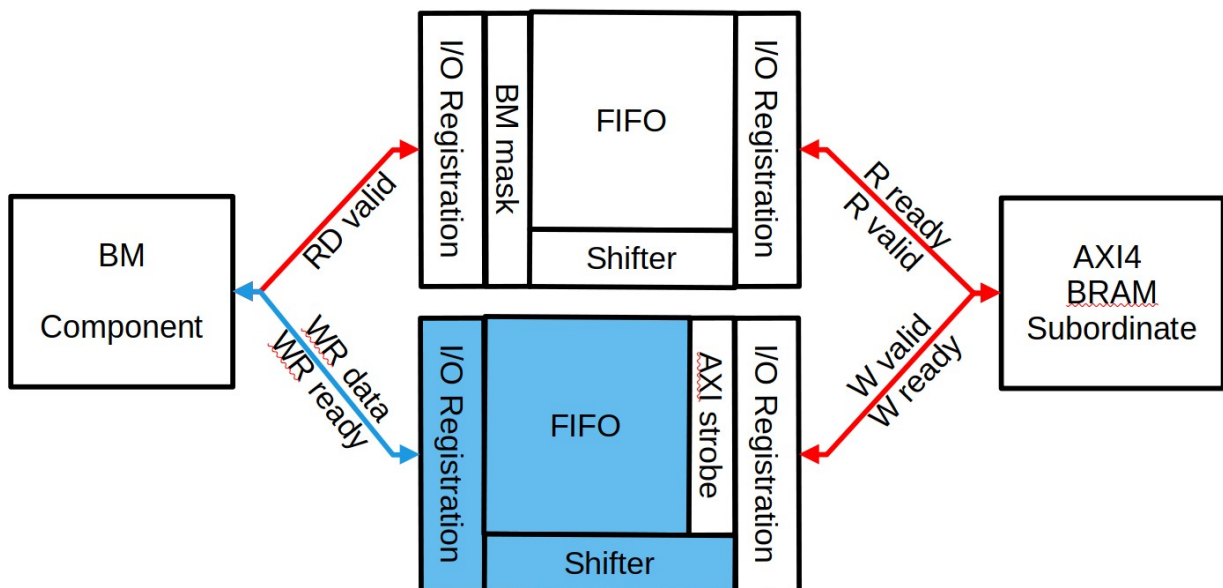 BM
Component
RD valid
WR data
WR ready
I/O Registration
BM mask
FIFO
Shifter
I/O Registration
I/O Registration
FIFO
AXI strobe
Shifter
I/O Registration
R ready
R valid
W valid
W ready
AXI4
BRAM
Subordinate